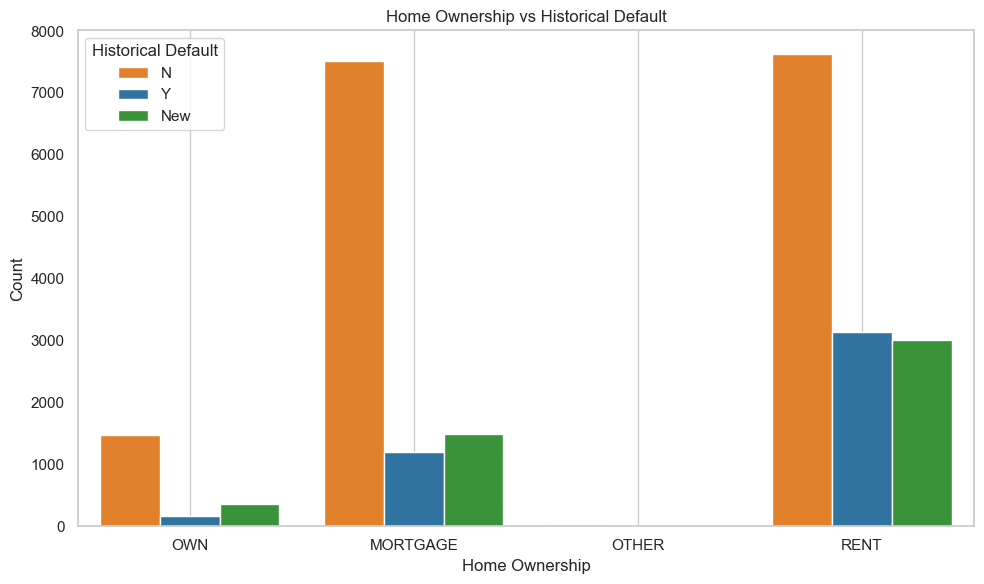 Home Ownership vs Historical Default
Historical Default
N
Y
New
8000
7000
6000
5000
4000
3000
2000
1000
0
Count
OWN
MORTGAGE
OTHER
RENT
Home Ownership